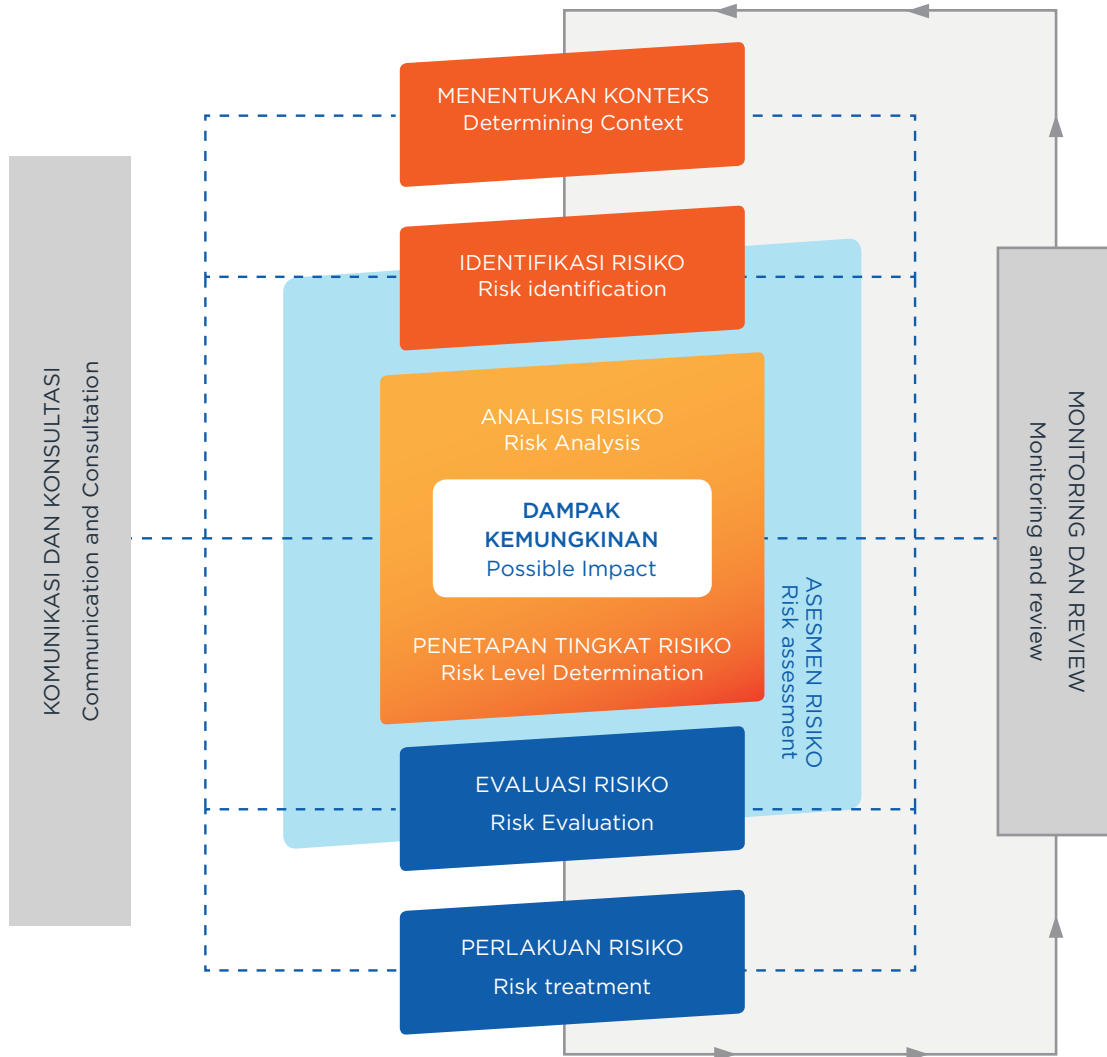 KOMUNIKASI DAN KONSULTASI
Communication and Consultation
MENENTUKAN KONTEKS
Determining Context
IDENTIFIKASI RISIKO
Risk identification
ANALISIS RISIKO
Risk Analysis
DAMPAK
KEMUNGKINAN
Possible Impact
PENETAPAN TINGKAT RISIKO
Risk Level Determination
ASESMEN RISIKO
Risk assessment
EVALUASI RISIKO
Risk Evaluation
PERLAKUAN RISIKO
Risk treatment
MONITORING DAN REVIEW
Monitoring and review